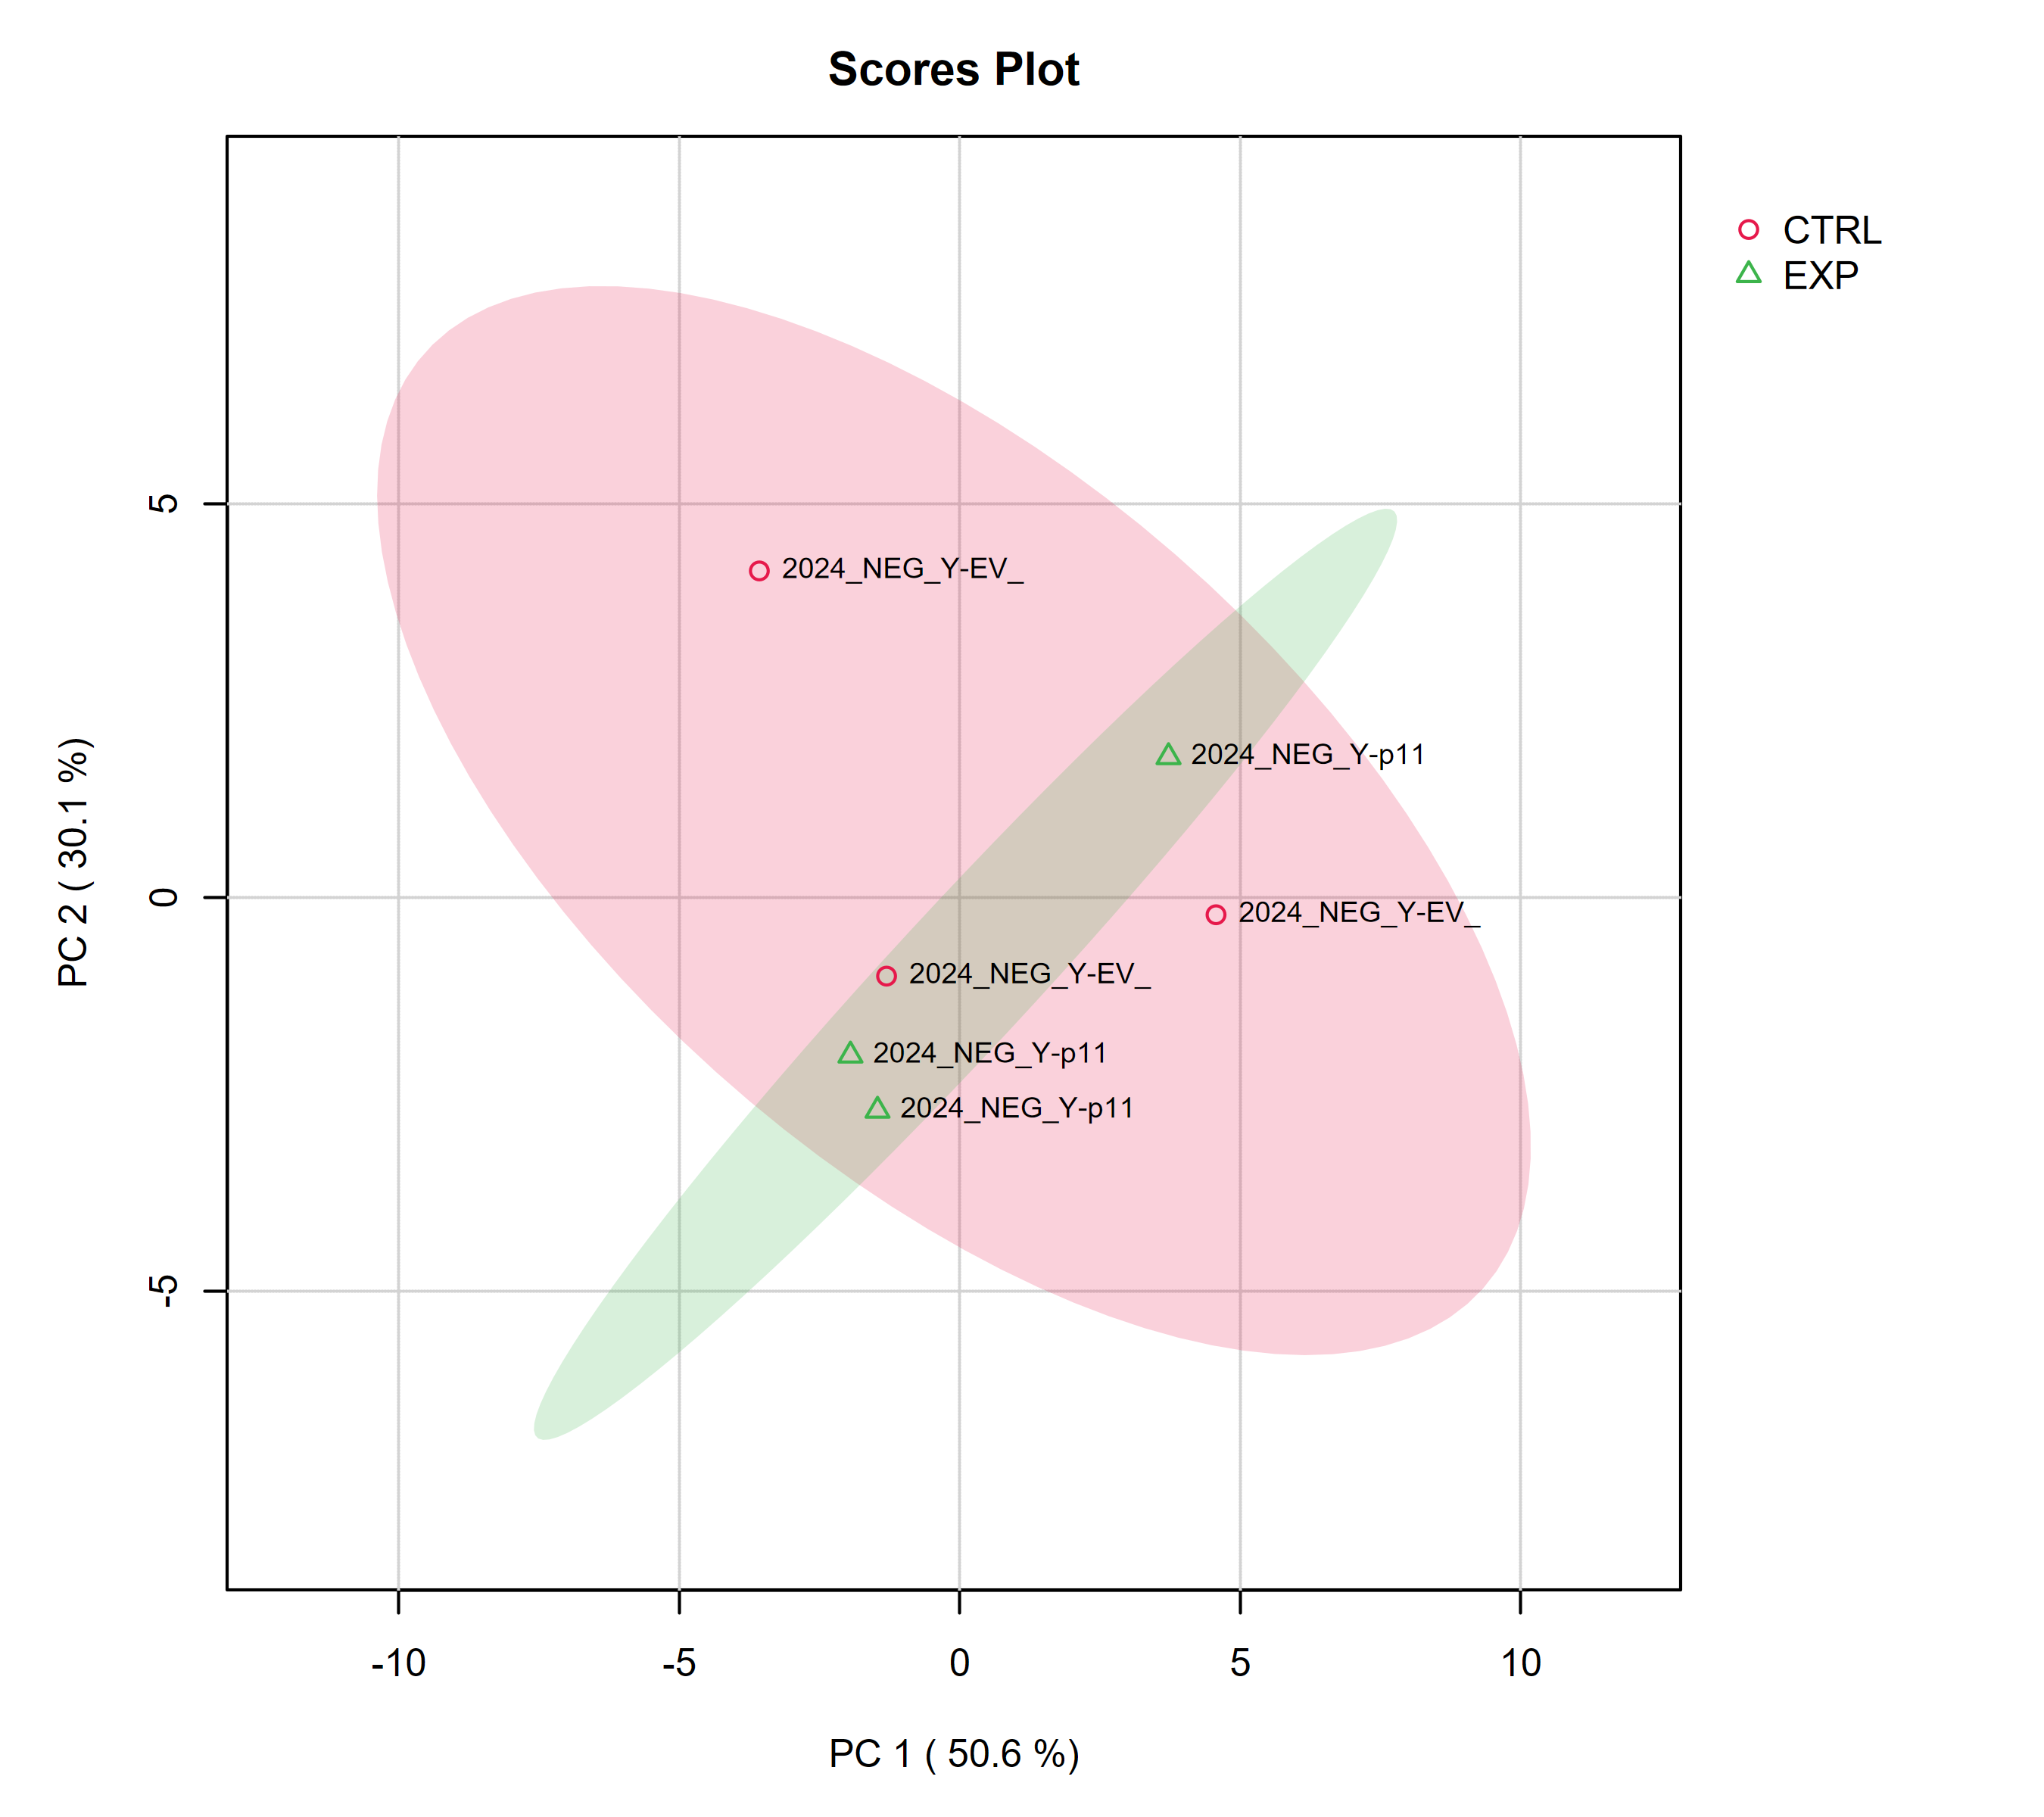 Scores Plot
CTRL
EXP
5
0
-5
PC 2 ( 30.1 %)
2024_NEG_Y-EV_
2024_NEG_Y-p11
2024_NEG_Y-EV_
2024_NEG_Y-EV_
2024_NEG_Y-p11
2024_NEG_Y-p11
-10 -5 0 5 10
PC 1 ( 50.6 %)